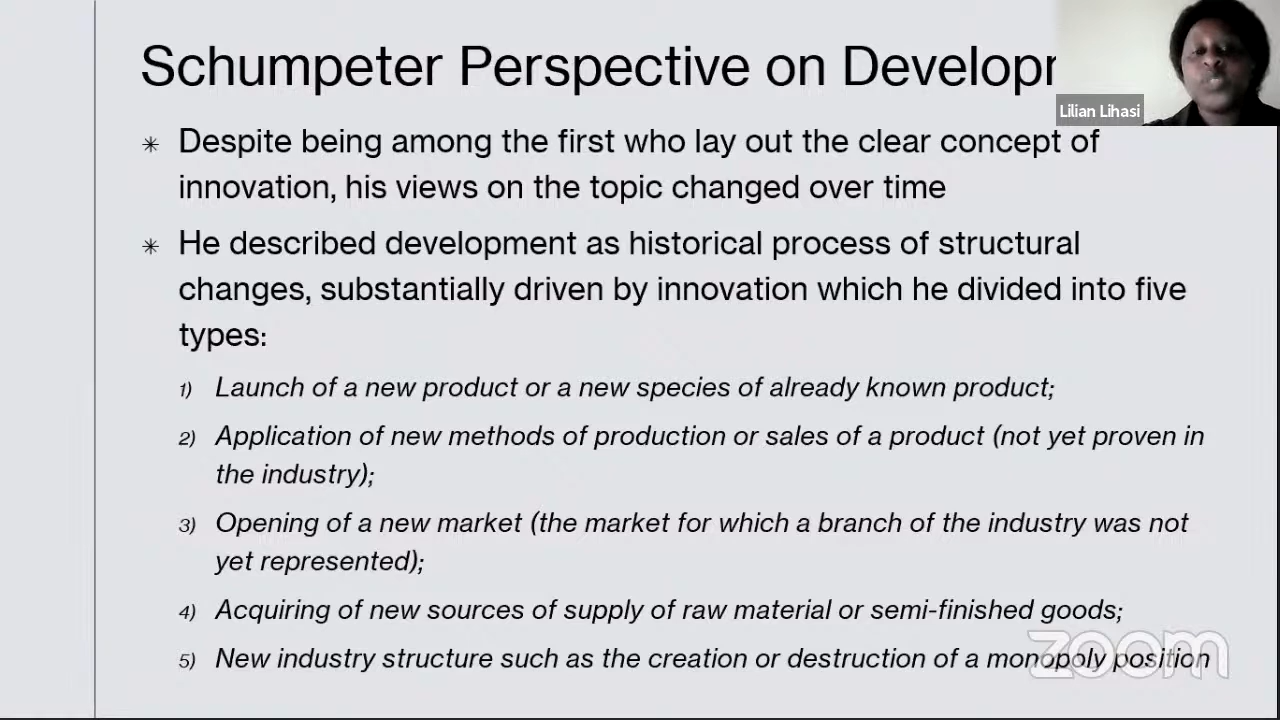 Schumpeter Perspective on Develop
Lilian Lihasi
* Despite being among the first who lay out the clear concept of
innovation, his views on the topic changed over time
* He described development as historical process of structural
changes, substantially driven by innovation which he divided into five
types:
1) Launch of a new product or a new species of already known product;
2) Application of new methods of production or sales of a product (not yet proven in
the industry);
3) Opening of a new market (the market for which a branch of the industry was not
yet represented);
4) Acquiring of new sources of supply of raw material or semi-finished goods;
5) New industry structure such as the creation or destruction of a monopoly position
zoom